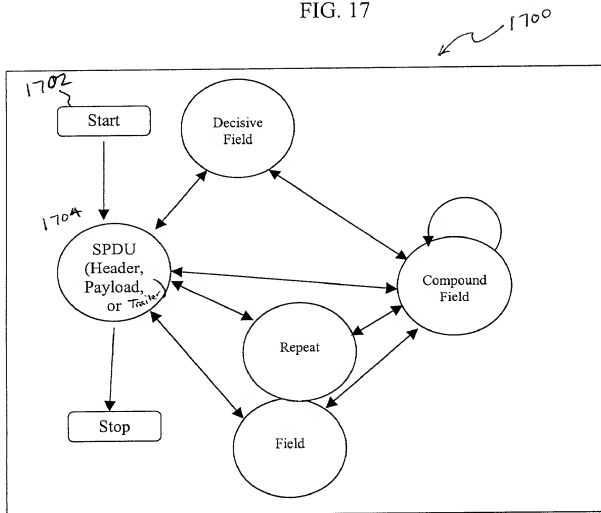 FIG. 17
1700
1702
Start
Decisive
Field
1704
SPDU
(Header,
Payload,
or Trailer)
Compound
Field
Repeat
Stop
Field